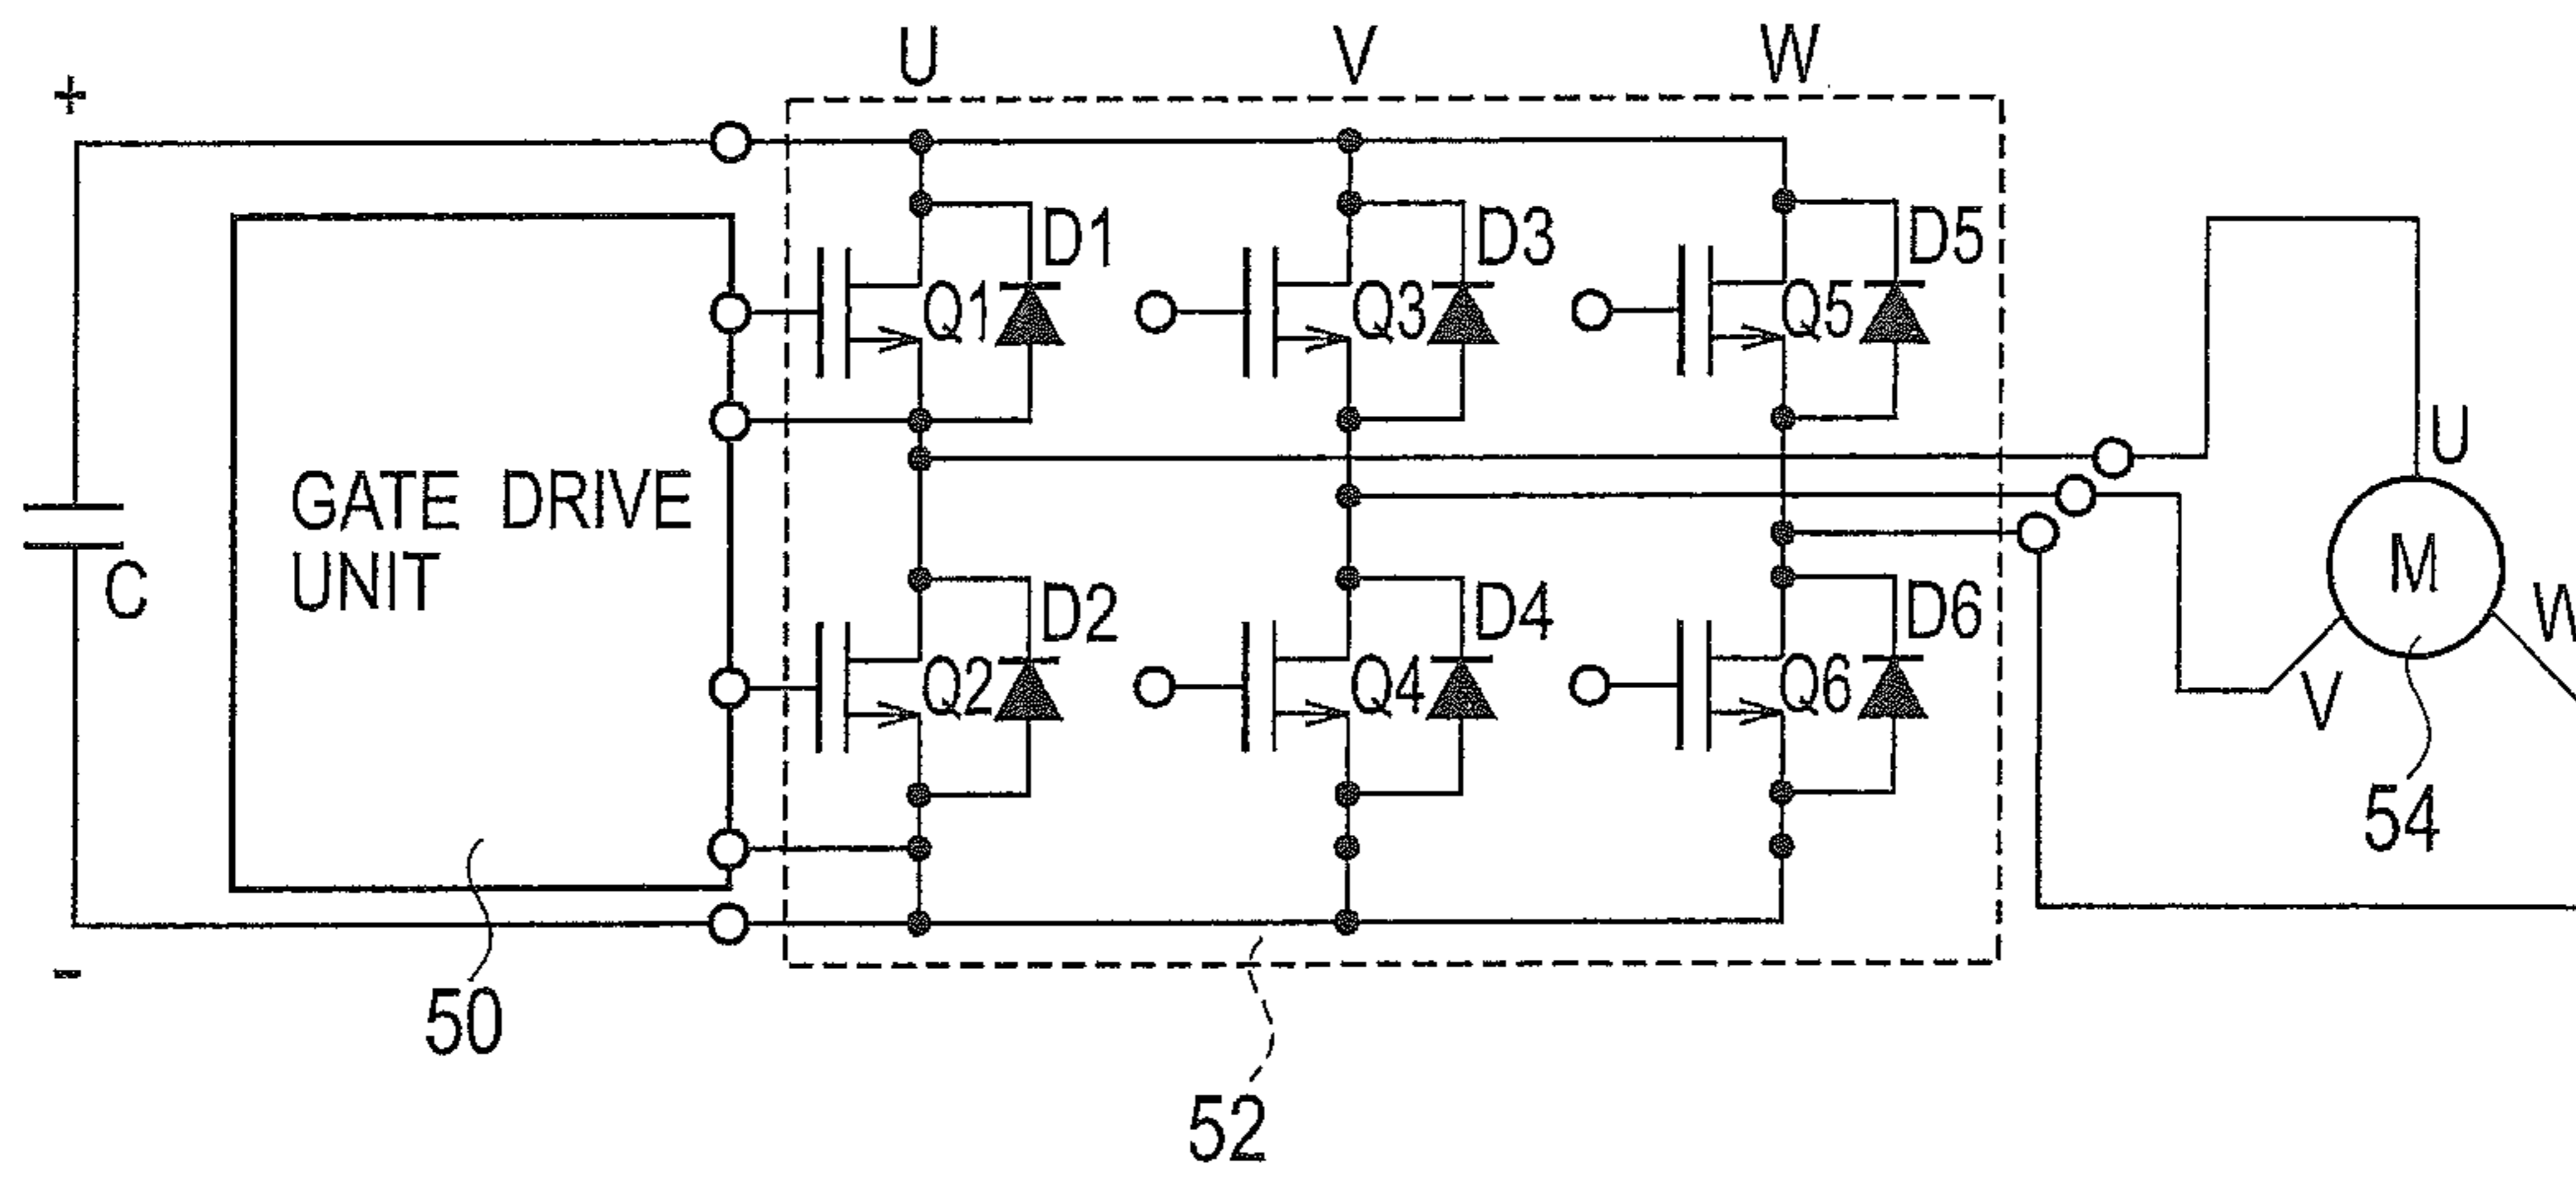 U V W
+
D1 D3 D5
Q1 Q3 Q5
U
GATE DRIVE
UNIT
C
M
W
D2 D4 D6
Q2 Q4 Q6
V
54
-
50
52